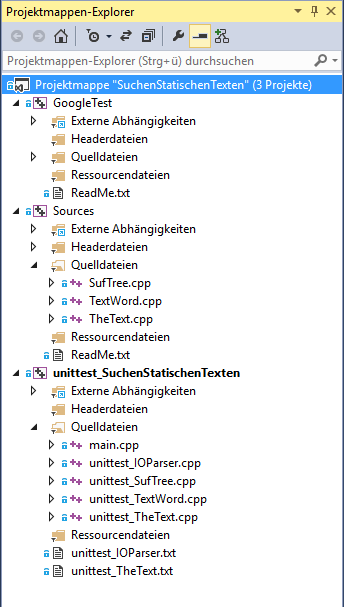 Projektmappen-Explorer
Projektmappen-Explorer (Strg+ü) durchsuchen
Projektmappe "SuchenStatischenTexten" (3 Projekte)
GoogleTest
Externe Abhängigkeiten
Headerdateien
Quelldateien
Ressourcendateien
ReadMe.txt
Sources
Externe Abhängigkeiten
Headerdateien
Quelldateien
SufTree.cpp
TextWord.cpp
TheText.cpp
Ressourcendateien
ReadMe.txt
unittest_SuchenStatischenTexten
Externe Abhängigkeiten
Headerdateien
Quelldateien
main.cpp
unittest_IOParser.cpp
unittest_SufTree.cpp
unittest_TextWord.cpp
unittest_TheText.cpp
Ressourcendateien
unittest_IOParser.txt
unittest_TheText.txt